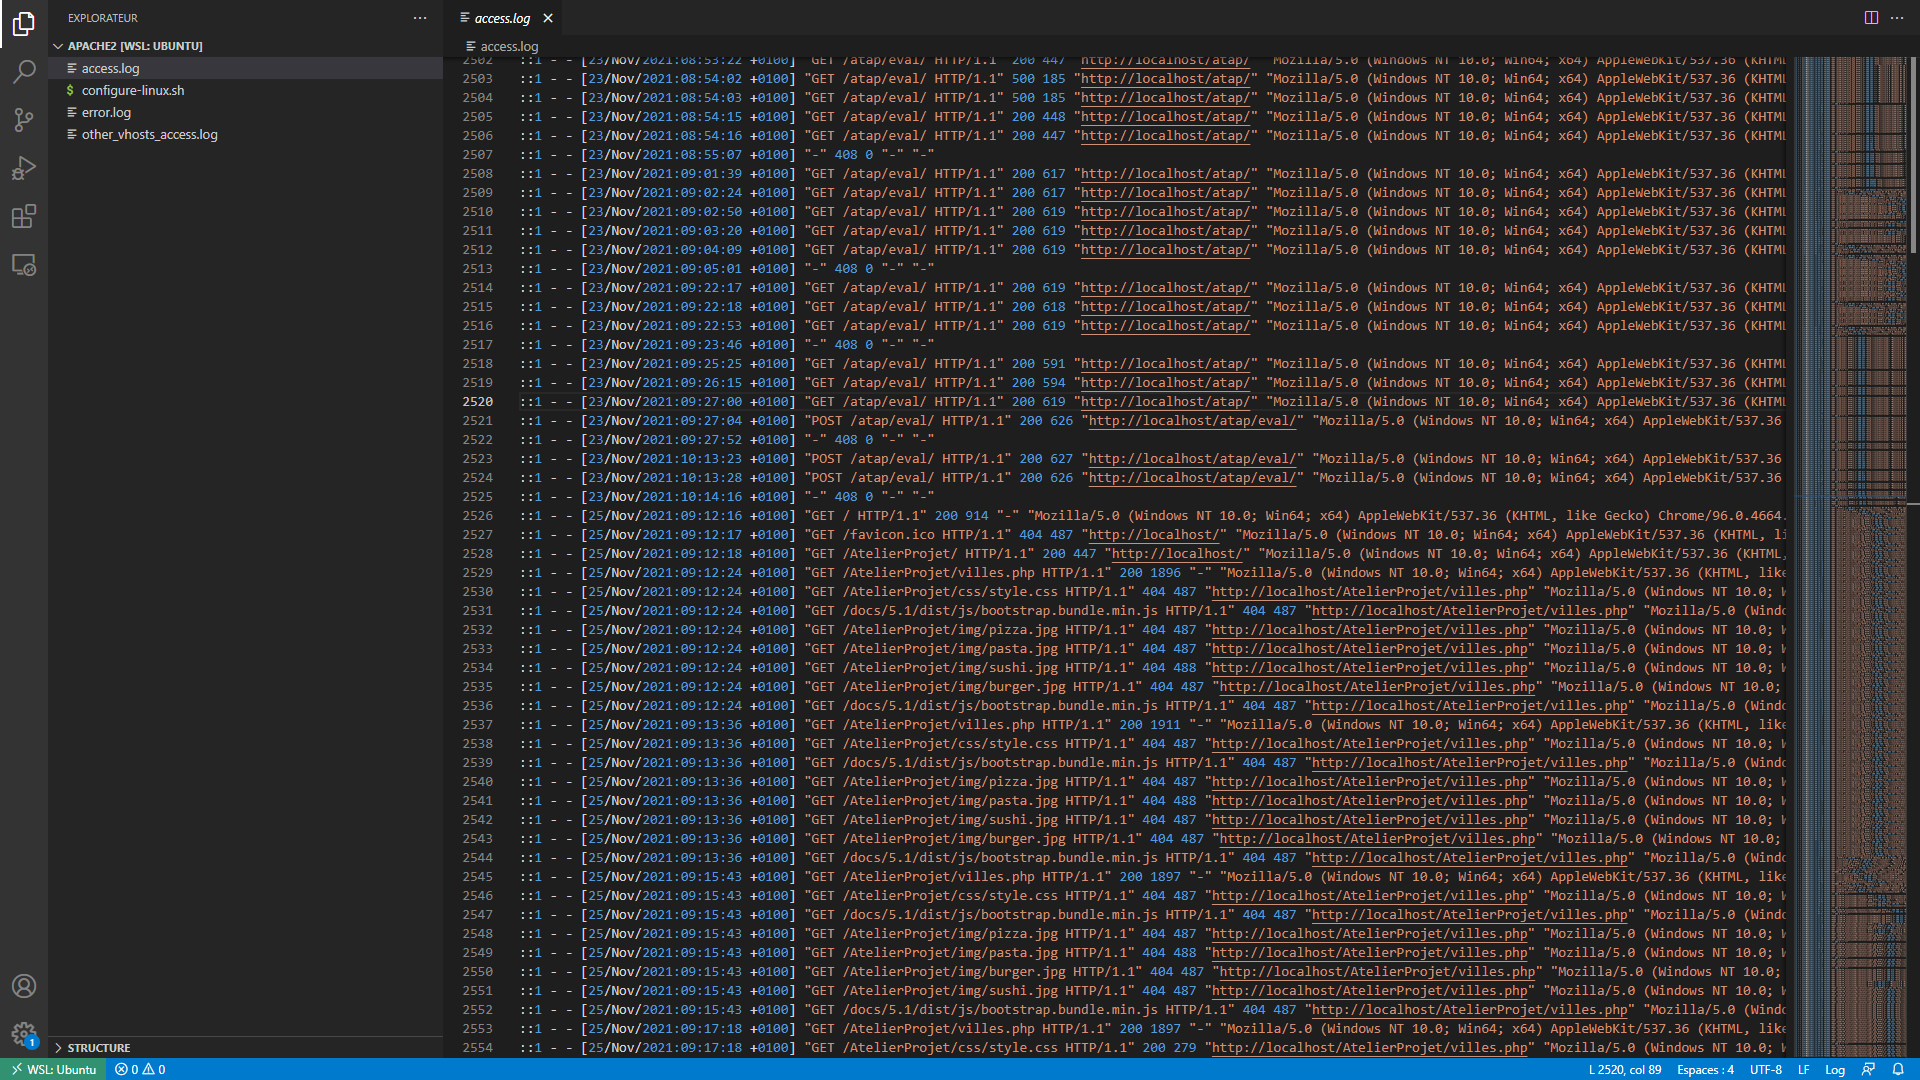 EXPLORATEUR
APACHE2 [WSL: UBUNTU]
access.log
configure-linux.sh
error.log
other_vhosts_access.log
STRUCTURE
access.log
access.log
2502 ::1 - - [23/Nov/2021:08:53:22 +0100] "GET /atap/eval/ HTTP/1.1" 200 447 "http://localhost/atap/" "Mozilla/5.0 (Windows NT 10.0; Win64; x64) AppleWebKit/537.36 (KHTML
2503 ::1 - - [23/Nov/2021:08:54:02 +0100] "GET /atap/eval/ HTTP/1.1" 500 185 "http://localhost/atap/" "Mozilla/5.0 (Windows NT 10.0; Win64; x64) AppleWebKit/537.36 (KHTML
2504 ::1 - - [23/Nov/2021:08:54:03 +0100] "GET /atap/eval/ HTTP/1.1" 500 185 "http://localhost/atap/" "Mozilla/5.0 (Windows NT 10.0; Win64; x64) AppleWebKit/537.36 (KHTML
2505 ::1 - - [23/Nov/2021:08:54:15 +0100] "GET /atap/eval/ HTTP/1.1" 200 448 "http://localhost/atap/" "Mozilla/5.0 (Windows NT 10.0; Win64; x64) AppleWebKit/537.36 (KHTML
2506 ::1 - - [23/Nov/2021:08:54:16 +0100] "GET /atap/eval/ HTTP/1.1" 200 447 "http://localhost/atap/" "Mozilla/5.0 (Windows NT 10.0; Win64; x64) AppleWebKit/537.36 (KHTML
2507 ::1 - - [23/Nov/2021:08:55:07 +0100] "-" 408 0 "-" "-"
2508 ::1 - - [23/Nov/2021:09:01:39 +0100] "GET /atap/eval/ HTTP/1.1" 200 617 "http://localhost/atap/" "Mozilla/5.0 (Windows NT 10.0; Win64; x64) AppleWebKit/537.36 (KHTML
2509 ::1 - - [23/Nov/2021:09:02:24 +0100] "GET /atap/eval/ HTTP/1.1" 200 617 "http://localhost/atap/" "Mozilla/5.0 (Windows NT 10.0; Win64; x64) AppleWebKit/537.36 (KHTML
2510 ::1 - - [23/Nov/2021:09:02:50 +0100] "GET /atap/eval/ HTTP/1.1" 200 619 "http://localhost/atap/" "Mozilla/5.0 (Windows NT 10.0; Win64; x64) AppleWebKit/537.36 (KHTML
2511 ::1 - - [23/Nov/2021:09:03:20 +0100] "GET /atap/eval/ HTTP/1.1" 200 619 "http://localhost/atap/" "Mozilla/5.0 (Windows NT 10.0; Win64; x64) AppleWebKit/537.36 (KHTML
2512 ::1 - - [23/Nov/2021:09:04:09 +0100] "GET /atap/eval/ HTTP/1.1" 200 619 "http://localhost/atap/" "Mozilla/5.0 (Windows NT 10.0; Win64; x64) AppleWebKit/537.36 (KHTML
2513 ::1 - - [23/Nov/2021:09:05:01 +0100] "-" 408 0 "-" "-"
2514 ::1 - - [23/Nov/2021:09:22:17 +0100] "GET /atap/eval/ HTTP/1.1" 200 619 "http://localhost/atap/" "Mozilla/5.0 (Windows NT 10.0; Win64; x64) AppleWebKit/537.36 (KHTML
2515 ::1 - - [23/Nov/2021:09:22:18 +0100] "GET /atap/eval/ HTTP/1.1" 200 618 "http://localhost/atap/" "Mozilla/5.0 (Windows NT 10.0; Win64; x64) AppleWebKit/537.36 (KHTML
2516 ::1 - - [23/Nov/2021:09:22:53 +0100] "GET /atap/eval/ HTTP/1.1" 200 619 "http://localhost/atap/" "Mozilla/5.0 (Windows NT 10.0; Win64; x64) AppleWebKit/537.36 (KHTML
2517 ::1 - - [23/Nov/2021:09:23:46 +0100] "-" 408 0 "-" "-"
2518 ::1 - - [23/Nov/2021:09:25:25 +0100] "GET /atap/eval/ HTTP/1.1" 200 591 "http://localhost/atap/" "Mozilla/5.0 (Windows NT 10.0; Win64; x64) AppleWebKit/537.36 (KHTML
2519 ::1 - - [23/Nov/2021:09:26:15 +0100] "GET /atap/eval/ HTTP/1.1" 200 594 "http://localhost/atap/" "Mozilla/5.0 (Windows NT 10.0; Win64; x64) AppleWebKit/537.36 (KHTML
2520 ::1 - - [23/Nov/2021:09:27:00 +0100] "GET /atap/eval/ HTTP/1.1" 200 619 "http://localhost/atap/" "Mozilla/5.0 (Windows NT 10.0; Win64; x64) AppleWebKit/537.36 (KHTML
2521 ::1 - - [23/Nov/2021:09:27:04 +0100] "POST /atap/eval/ HTTP/1.1" 200 626 "http://localhost/atap/eval/" "Mozilla/5.0 (Windows NT 10.0; Win64; x64) AppleWebKit/537.36
2522 ::1 - - [23/Nov/2021:09:27:52 +0100] "-" 408 0 "-" "-"
2523 ::1 - - [23/Nov/2021:10:13:23 +0100] "POST /atap/eval/ HTTP/1.1" 200 627 "http://localhost/atap/eval/" "Mozilla/5.0 (Windows NT 10.0; Win64; x64) AppleWebKit/537.36
2524 ::1 - - [23/Nov/2021:10:13:28 +0100] "POST /atap/eval/ HTTP/1.1" 200 626 "http://localhost/atap/eval/" "Mozilla/5.0 (Windows NT 10.0; Win64; x64) AppleWebKit/537.36
2525 ::1 - - [23/Nov/2021:10:14:16 +0100] "-" 408 0 "-" "-"
2526 ::1 - - [25/Nov/2021:09:12:16 +0100] "GET / HTTP/1.1" 200 914 "-" "Mozilla/5.0 (Windows NT 10.0; Win64; x64) AppleWebKit/537.36 (KHTML, like Gecko) Chrome/96.0.4664.
2527 ::1 - - [25/Nov/2021:09:12:17 +0100] "GET /favicon.ico HTTP/1.1" 404 487 "http://localhost/" "Mozilla/5.0 (Windows NT 10.0; Win64; x64) AppleWebKit/537.36 (KHTML, li
2528 ::1 - - [25/Nov/2021:09:12:18 +0100] "GET /AtelierProjet/ HTTP/1.1" 200 447 "http://localhost/" "Mozilla/5.0 (Windows NT 10.0; Win64; x64) AppleWebKit/537.36 (KHTML,
2529 ::1 - - [25/Nov/2021:09:12:24 +0100] "GET /AtelierProjet/villes.php HTTP/1.1" 200 1896 "-" "Mozilla/5.0 (Windows NT 10.0; Win64; x64) AppleWebKit/537.36 (KHTML, like
2530 ::1 - - [25/Nov/2021:09:12:24 +0100] "GET /AtelierProjet/css/style.css HTTP/1.1" 404 487 "http://localhost/AtelierProjet/villes.php" "Mozilla/5.0 (Windows NT 10.0; W
2531 ::1 - - [25/Nov/2021:09:12:24 +0100] "GET /docs/5.1/dist/js/bootstrap.bundle.min.js HTTP/1.1" 404 487 "http://localhost/AtelierProjet/villes.php" "Mozilla/5.0 (Windo
2532 ::1 - - [25/Nov/2021:09:12:24 +0100] "GET /AtelierProjet/img/pizza.jpg HTTP/1.1" 404 487 "http://localhost/AtelierProjet/villes.php" "Mozilla/5.0 (Windows NT 10.0; W
2533 ::1 - - [25/Nov/2021:09:12:24 +0100] "GET /AtelierProjet/img/pasta.jpg HTTP/1.1" 404 487 "http://localhost/AtelierProjet/villes.php" "Mozilla/5.0 (Windows NT 10.0; W
2534 ::1 - - [25/Nov/2021:09:12:24 +0100] "GET /AtelierProjet/img/sushi.jpg HTTP/1.1" 404 488 "http://localhost/AtelierProjet/villes.php" "Mozilla/5.0 (Windows NT 10.0; W
2535 ::1 - - [25/Nov/2021:09:12:24 +0100] "GET /AtelierProjet/img/burger.jpg HTTP/1.1" 404 487 "http://localhost/AtelierProjet/villes.php" "Mozilla/5.0 (Windows NT 10.0;
2536 ::1 - - [25/Nov/2021:09:12:24 +0100] "GET /docs/5.1/dist/js/bootstrap.bundle.min.js HTTP/1.1" 404 487 "http://localhost/AtelierProjet/villes.php" "Mozilla/5.0 (Windo
2537 ::1 - - [25/Nov/2021:09:13:36 +0100] "GET /AtelierProjet/villes.php HTTP/1.1" 200 1911 "-" "Mozilla/5.0 (Windows NT 10.0; Win64; x64) AppleWebKit/537.36 (KHTML, like
2538 ::1 - - [25/Nov/2021:09:13:36 +0100] "GET /AtelierProjet/css/style.css HTTP/1.1" 404 487 "http://localhost/AtelierProjet/villes.php" "Mozilla/5.0 (Windows NT 10.0; W
2539 ::1 - - [25/Nov/2021:09:13:36 +0100] "GET /docs/5.1/dist/js/bootstrap.bundle.min.js HTTP/1.1" 404 487 "http://localhost/AtelierProjet/villes.php" "Mozilla/5.0 (Windo
2540 ::1 - - [25/Nov/2021:09:13:36 +0100] "GET /AtelierProjet/img/pizza.jpg HTTP/1.1" 404 487 "http://localhost/AtelierProjet/villes.php" "Mozilla/5.0 (Windows NT 10.0; W
2541 ::1 - - [25/Nov/2021:09:13:36 +0100] "GET /AtelierProjet/img/pasta.jpg HTTP/1.1" 404 488 "http://localhost/AtelierProjet/villes.php" "Mozilla/5.0 (Windows NT 10.0; W
2542 ::1 - - [25/Nov/2021:09:13:36 +0100] "GET /AtelierProjet/img/sushi.jpg HTTP/1.1" 404 487 "http://localhost/AtelierProjet/villes.php" "Mozilla/5.0 (Windows NT 10.0; W
2543 ::1 - - [25/Nov/2021:09:13:36 +0100] "GET /AtelierProjet/img/burger.jpg HTTP/1.1" 404 487 "http://localhost/AtelierProjet/villes.php" "Mozilla/5.0 (Windows NT 10.0;
2544 ::1 - - [25/Nov/2021:09:13:36 +0100] "GET /docs/5.1/dist/js/bootstrap.bundle.min.js HTTP/1.1" 404 487 "http://localhost/AtelierProjet/villes.php" "Mozilla/5.0 (Windo
2545 ::1 - - [25/Nov/2021:09:15:43 +0100] "GET /AtelierProjet/villes.php HTTP/1.1" 200 1897 "-" "Mozilla/5.0 (Windows NT 10.0; Win64; x64) AppleWebKit/537.36 (KHTML, like
2546 ::1 - - [25/Nov/2021:09:15:43 +0100] "GET /AtelierProjet/css/style.css HTTP/1.1" 404 487 "http://localhost/AtelierProjet/villes.php" "Mozilla/5.0 (Windows NT 10.0; W
2547 ::1 - - [25/Nov/2021:09:15:43 +0100] "GET /docs/5.1/dist/js/bootstrap.bundle.min.js HTTP/1.1" 404 487 "http://localhost/AtelierProjet/villes.php" "Mozilla/5.0 (Windo
2548 ::1 - - [25/Nov/2021:09:15:43 +0100] "GET /AtelierProjet/img/pizza.jpg HTTP/1.1" 404 487 "http://localhost/AtelierProjet/villes.php" "Mozilla/5.0 (Windows NT 10.0; W
2549 ::1 - - [25/Nov/2021:09:15:43 +0100] "GET /AtelierProjet/img/pasta.jpg HTTP/1.1" 404 488 "http://localhost/AtelierProjet/villes.php" "Mozilla/5.0 (Windows NT 10.0; W
2550 ::1 - - [25/Nov/2021:09:15:43 +0100] "GET /AtelierProjet/img/burger.jpg HTTP/1.1" 404 487 "http://localhost/AtelierProjet/villes.php" "Mozilla/5.0 (Windows NT 10.0;
2551 ::1 - - [25/Nov/2021:09:15:43 +0100] "GET /AtelierProjet/img/sushi.jpg HTTP/1.1" 404 487 "http://localhost/AtelierProjet/villes.php" "Mozilla/5.0 (Windows NT 10.0; W
2552 ::1 - - [25/Nov/2021:09:15:43 +0100] "GET /docs/5.1/dist/js/bootstrap.bundle.min.js HTTP/1.1" 404 487 "http://localhost/AtelierProjet/villes.php" "Mozilla/5.0 (Windo
2553 ::1 - - [25/Nov/2021:09:17:18 +0100] "GET /AtelierProjet/villes.php HTTP/1.1" 200 1897 "-" "Mozilla/5.0 (Windows NT 10.0; Win64; x64) AppleWebKit/537.36 (KHTML, like
2554 ::1 - - [25/Nov/2021:09:17:18 +0100] "GET /AtelierProjet/css/style.css HTTP/1.1" 200 279 "http://localhost/AtelierProjet/villes.php" "Mozilla/5.0 (Windows NT 10.0; W
1
WSL: Ubuntu 0 0 L 2520, col 89 Espaces : 4 UTF-8 LF Log